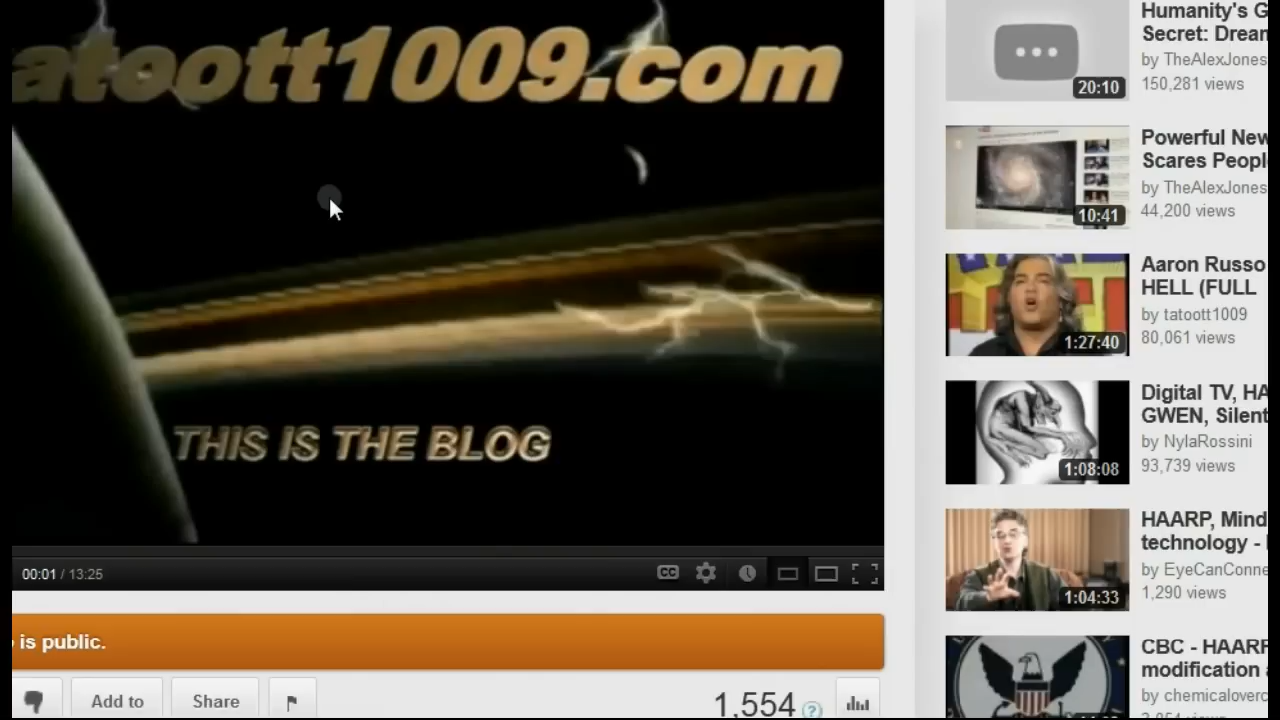 atoott1009.com
THIS IS THE BLOG
00:01 / 13:25
CC
is public.
Add to
Share
1,554
?
Humanity's G
Secret: Drear
by TheAlexJones
150,281 views
20:10
Powerful New
Scares Peopl
by TheAlexJones
44,200 views
10:41
Aaron Russo
HELL (FULL
by tatoott1009
80,061 views
1:27:40
Digital TV, HA
GWEN, Silent
by NylaRossini
93,739 views
1:08:08
HAARP, Mind
technology -
by EyeCanConne
1,290 views
1:04:33
CBC - HAARF
modification
by chemicaloverc